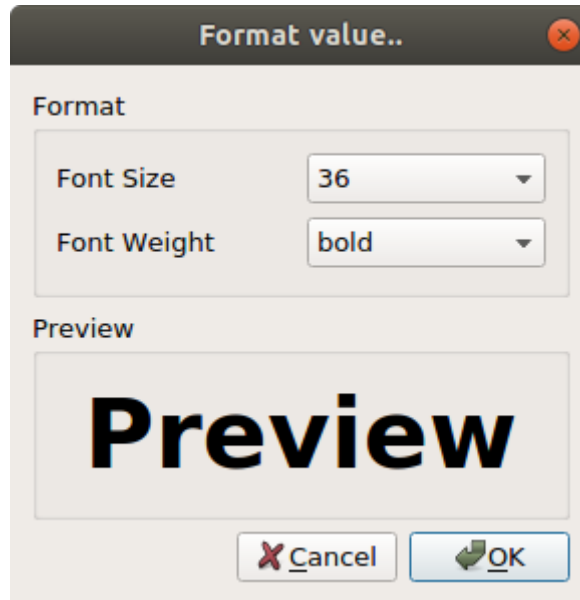 Format value..
Format
Font Size 36
Font Weight bold
Preview
Preview
Cancel OK